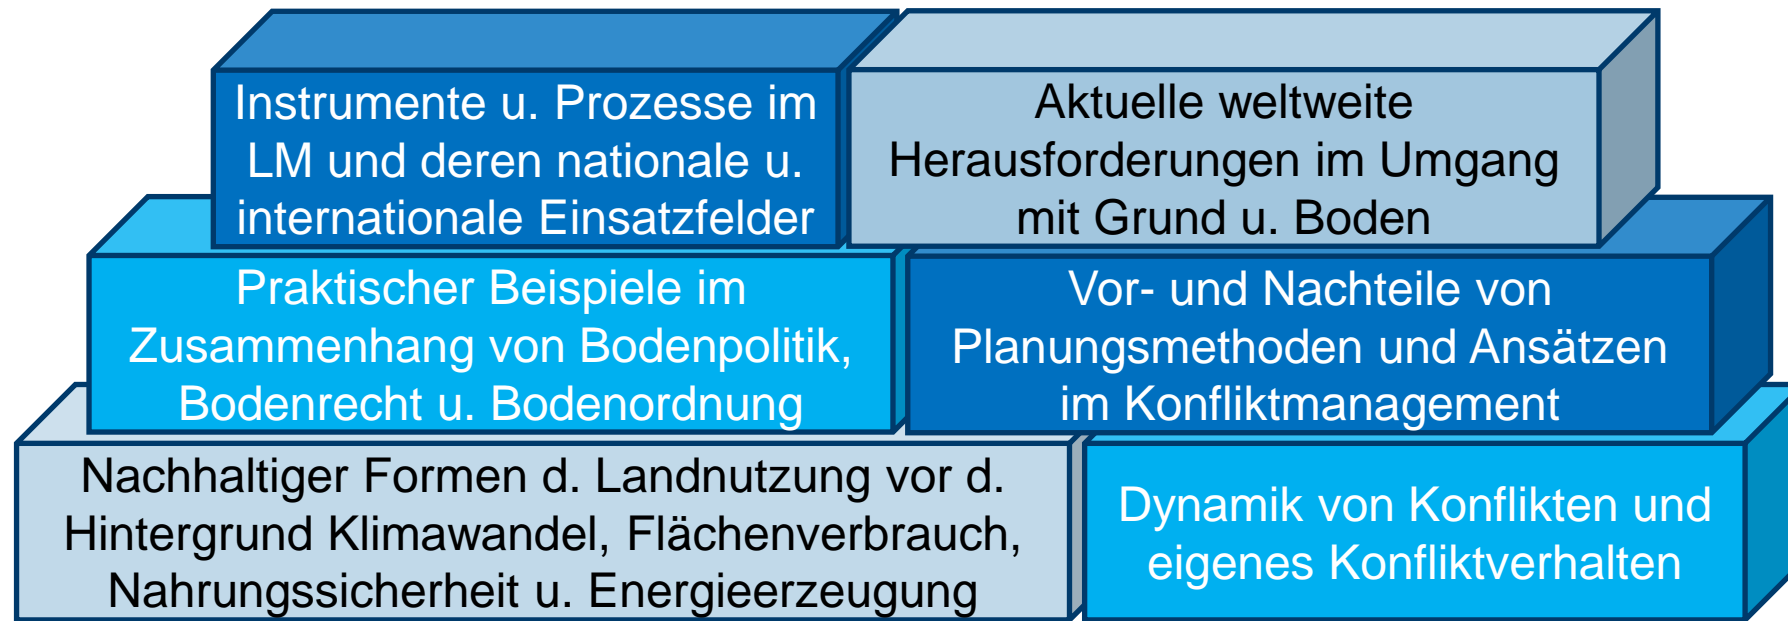 Instrumente u. Prozesse im
LM und deren nationale u.
internationale Einsatzfelder
Aktuelle weltweite
Herausforderungen im Umgang
mit Grund u. Boden
Praktischer Beispiele im
Zusammenhang von Bodenpolitik,
Bodenrecht u. Bodenordnung
Vor- und Nachteile von
Planungsmethoden und Ansätzen
im Konfliktmanagement
Nachhaltiger Formen d. Landnutzung vor d.
Hintergrund Klimawandel, Flächenverbrauch,
Nahrungssicherheit u. Energieerzeugung
Dynamik von Konflikten und
eigenes Konfliktverhalten